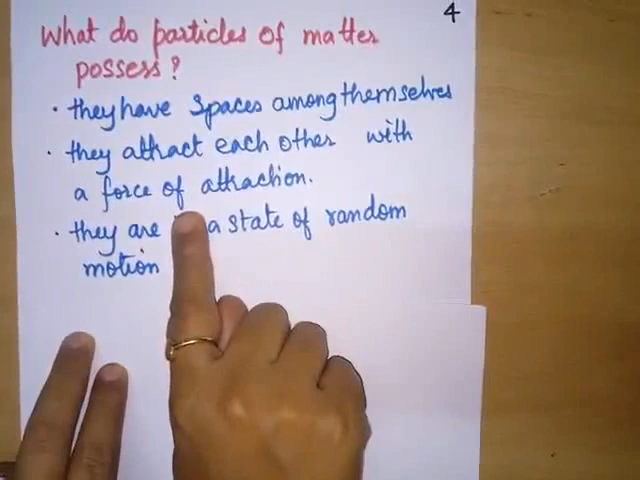 4
What do particles of matter
possess?
· they have spaces among themselves
· they attract each other with
a force of attraction.
· they are a state of random
motion